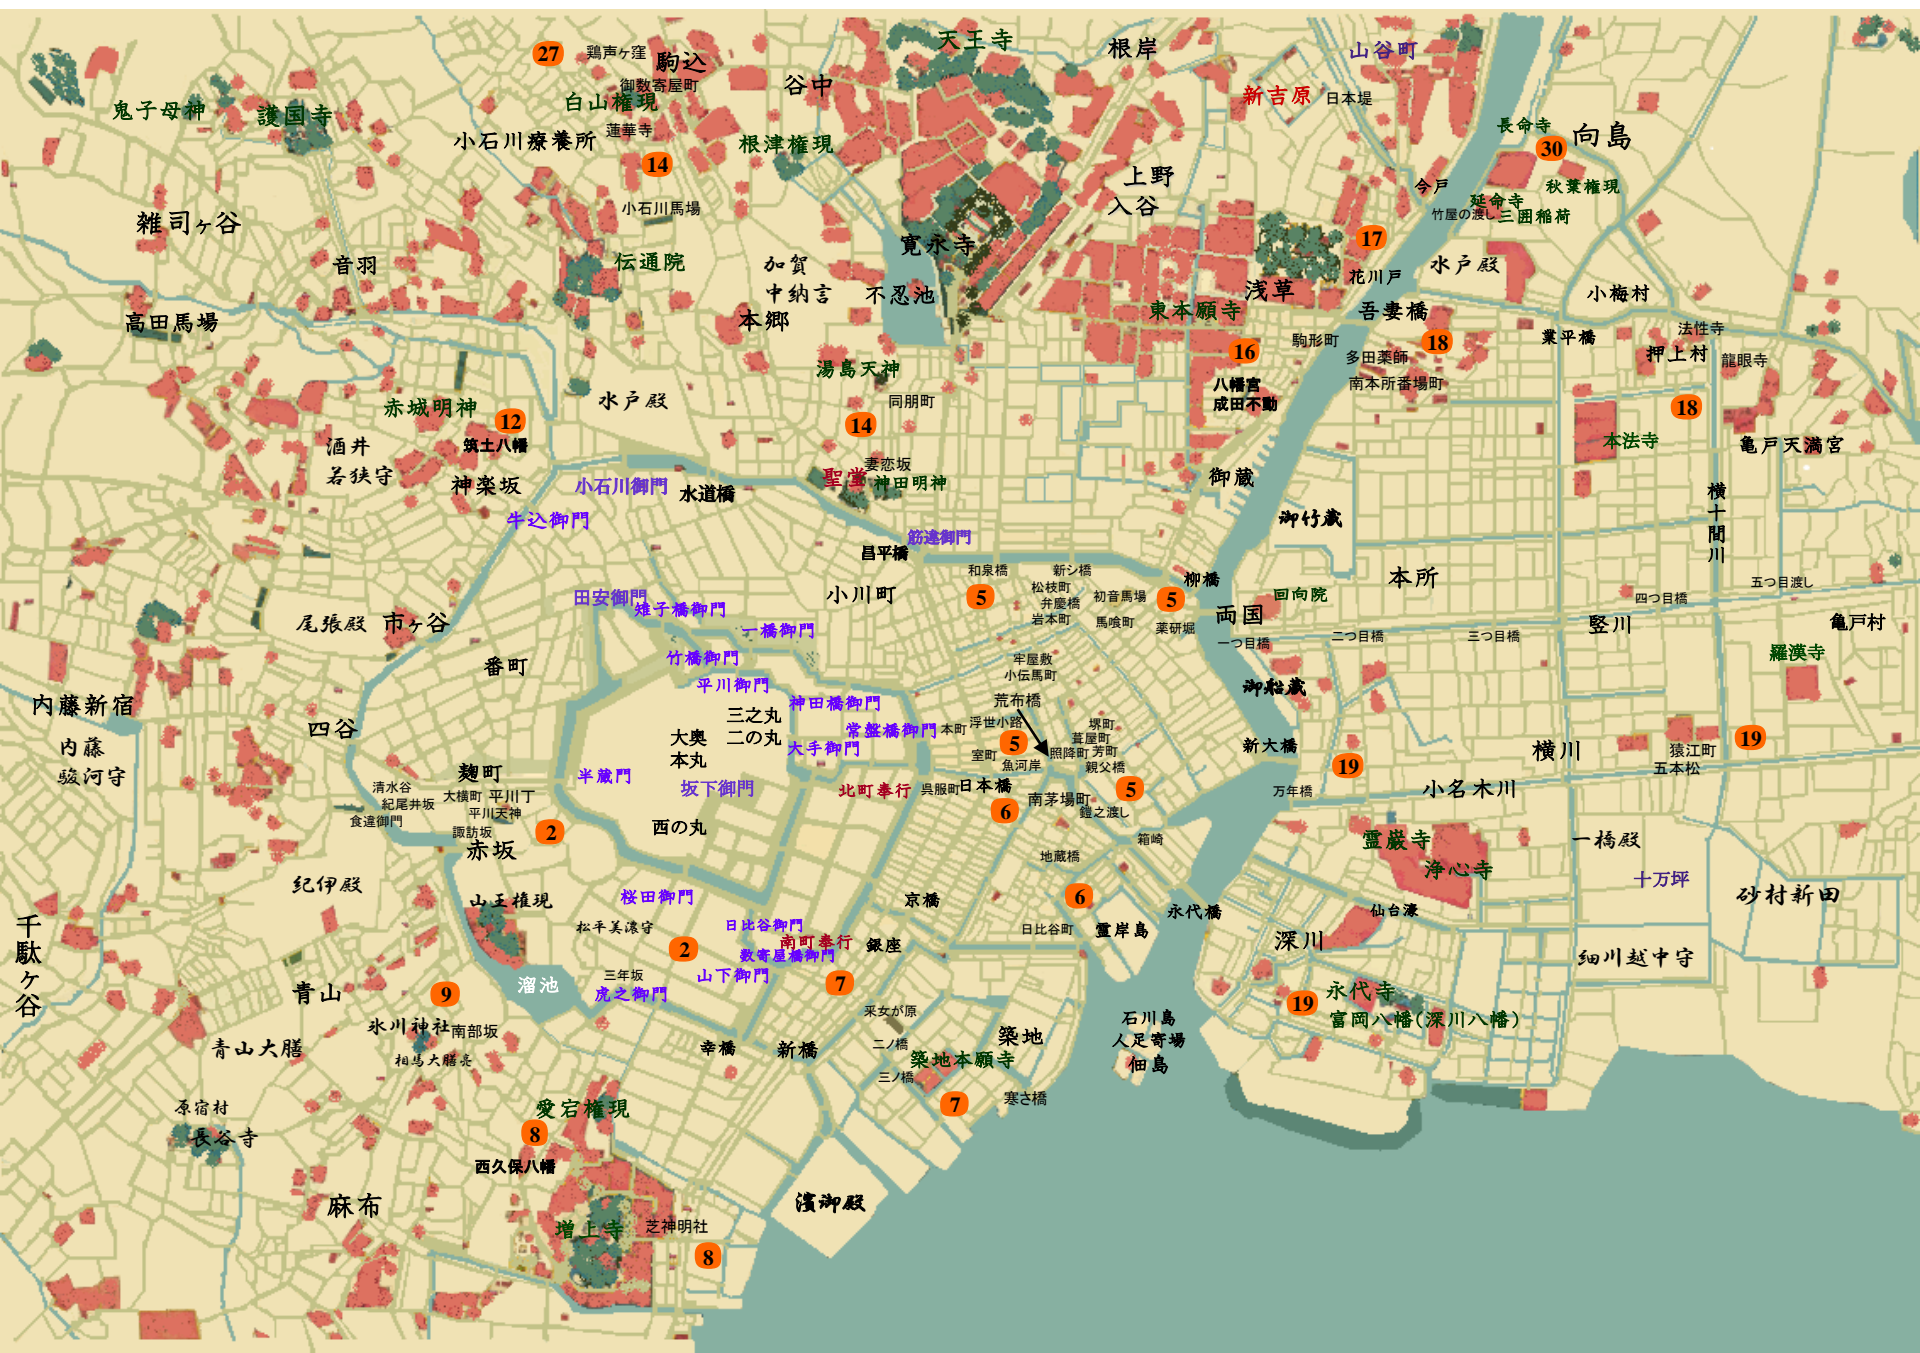 天王寺
根岸
山谷町
27
鶏声ヶ窪
駒込
御数寄屋町
谷中
新吉原
日本堤
鬼子母神
護国寺
白山権現
蓮華寺
小石川療養所
根津権現
長命寺
向島
30
14
上野
入谷
今戸
秋葉権現
延命寺
竹屋の渡し
三囲稲荷
雑司ヶ谷
小石川馬場
17
音羽
伝通院
加賀
中納言
寛永寺
不忍池
浅草
花川戸
水戸殿
小梅村
高田馬場
本郷
東本願寺
吾妻橋
業平橋
法性寺
押上村
龍眼寺
駒形町
18
多田薬師
16
湯島天神
八幡宮
成田不動
南本所番場町
水戸殿
同朋町
赤城明神
12
14
18
筑土八幡
酒井
若狭守
本法寺
亀戸天満宮
妻恋坂
聖堂
神田明神
神楽坂
小石川御門
水道橋
御蔵
横十間川
牛込御門
御竹蔵
筋違御門
昌平橋
和泉橋
新シ橋
柳橋
本所
五つ目渡し
田安御門
雉子橋御門
小川町
5
松枝町
弁慶橋
岩本町
初音馬場
5
馬喰町
薬研堀
両国
回向院
四つ目橋
尾張殿
市ヶ谷
一橋御門
一つ目橋
二つ目橋
三つ目橋
竪川
亀戸村
番町
竹橋御門
牢屋敷
小伝馬町
羅漢寺
平川御門
御船蔵
内藤新宿
神田橋御門
三之丸
二の丸
荒布橋
四谷
大奥
本丸
常盤橋御門
本町
浮世小路
堺町
葺屋町
芳町
大手御門
5
照降町
室町
魚河岸
親父橋
新大橋
横川
19
猿江町
五本松
内藤
駿河守
麹町
半蔵門
坂下御門
19
清水谷
紀尾井坂
大横町
平川丁
平川天神
北町奉行
呉服町
日本橋
5
南茅場町
鎧之渡し
万年橋
小名木川
食違御門
諏訪坂
2
西の丸
6
箱崎
赤坂
地蔵橋
霊巌寺
浄心寺
一橋殿
十万坪
砂村新田
紀伊殿
山王権現
桜田御門
京橋
6
永代橋
仙台濠
千駄ヶ谷
松平美濃守
日比谷御門
南町奉行
銀座
日比谷町
霊岸島
深川
2
数寄屋橋御門
細川越中守
溜池
三年坂
山下御門
7
青山
9
虎之御門
永代寺
19
采女が原
石川島
人足寄場
佃島
富岡八幡(深川八幡)
氷川神社
南部坂
築地
青山大膳
相馬大膳亮
幸橋
新橋
二ノ橋
築地本願寺
三ノ橋
原宿村
愛宕権現
7
寒さ橋
長谷寺
8
西久保八幡
麻布
濱御殿
増上寺
芝神明社
8